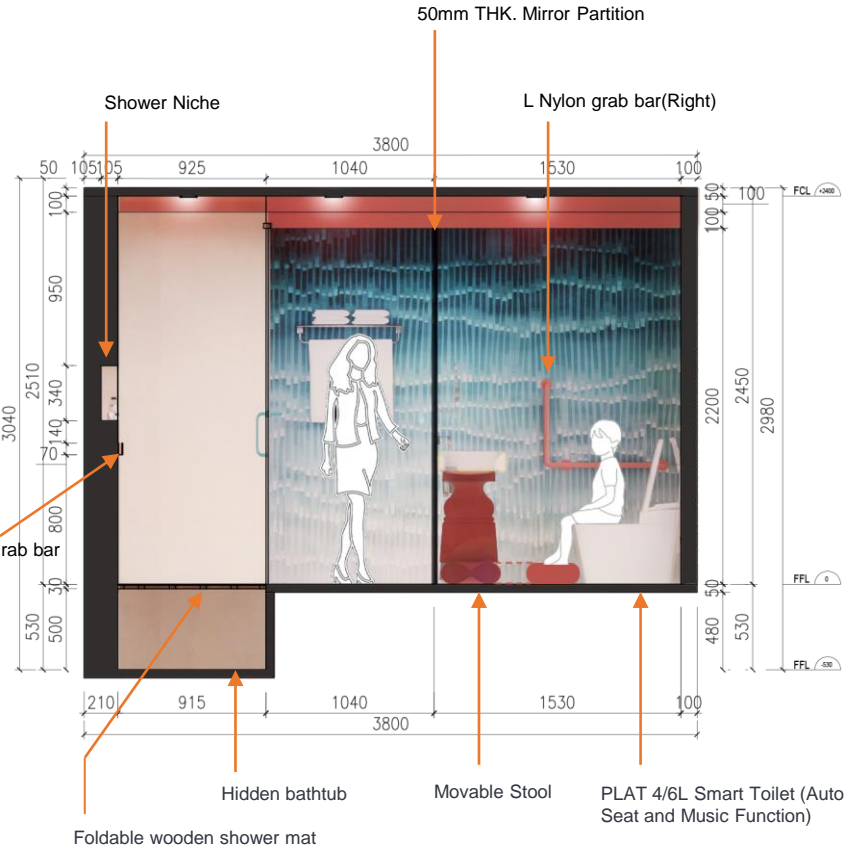 50mm THK. Mirror Partition
Shower Niche
L Nylon grab bar(Right)
3800
50
105
105
925
1040
1530
100
100
950
340
140
70
800
30
500
2510
530
3040
50
100
2200
50
480
100
2450
530
2980
FCL +2400
FFL 0
FFL -530
rab bar
210
915
1040
1530
100
3800
Hidden bathtub
Movable Stool
PLAT 4/6L Smart Toilet (Auto
Seat and Music Function)
Foldable wooden shower mat